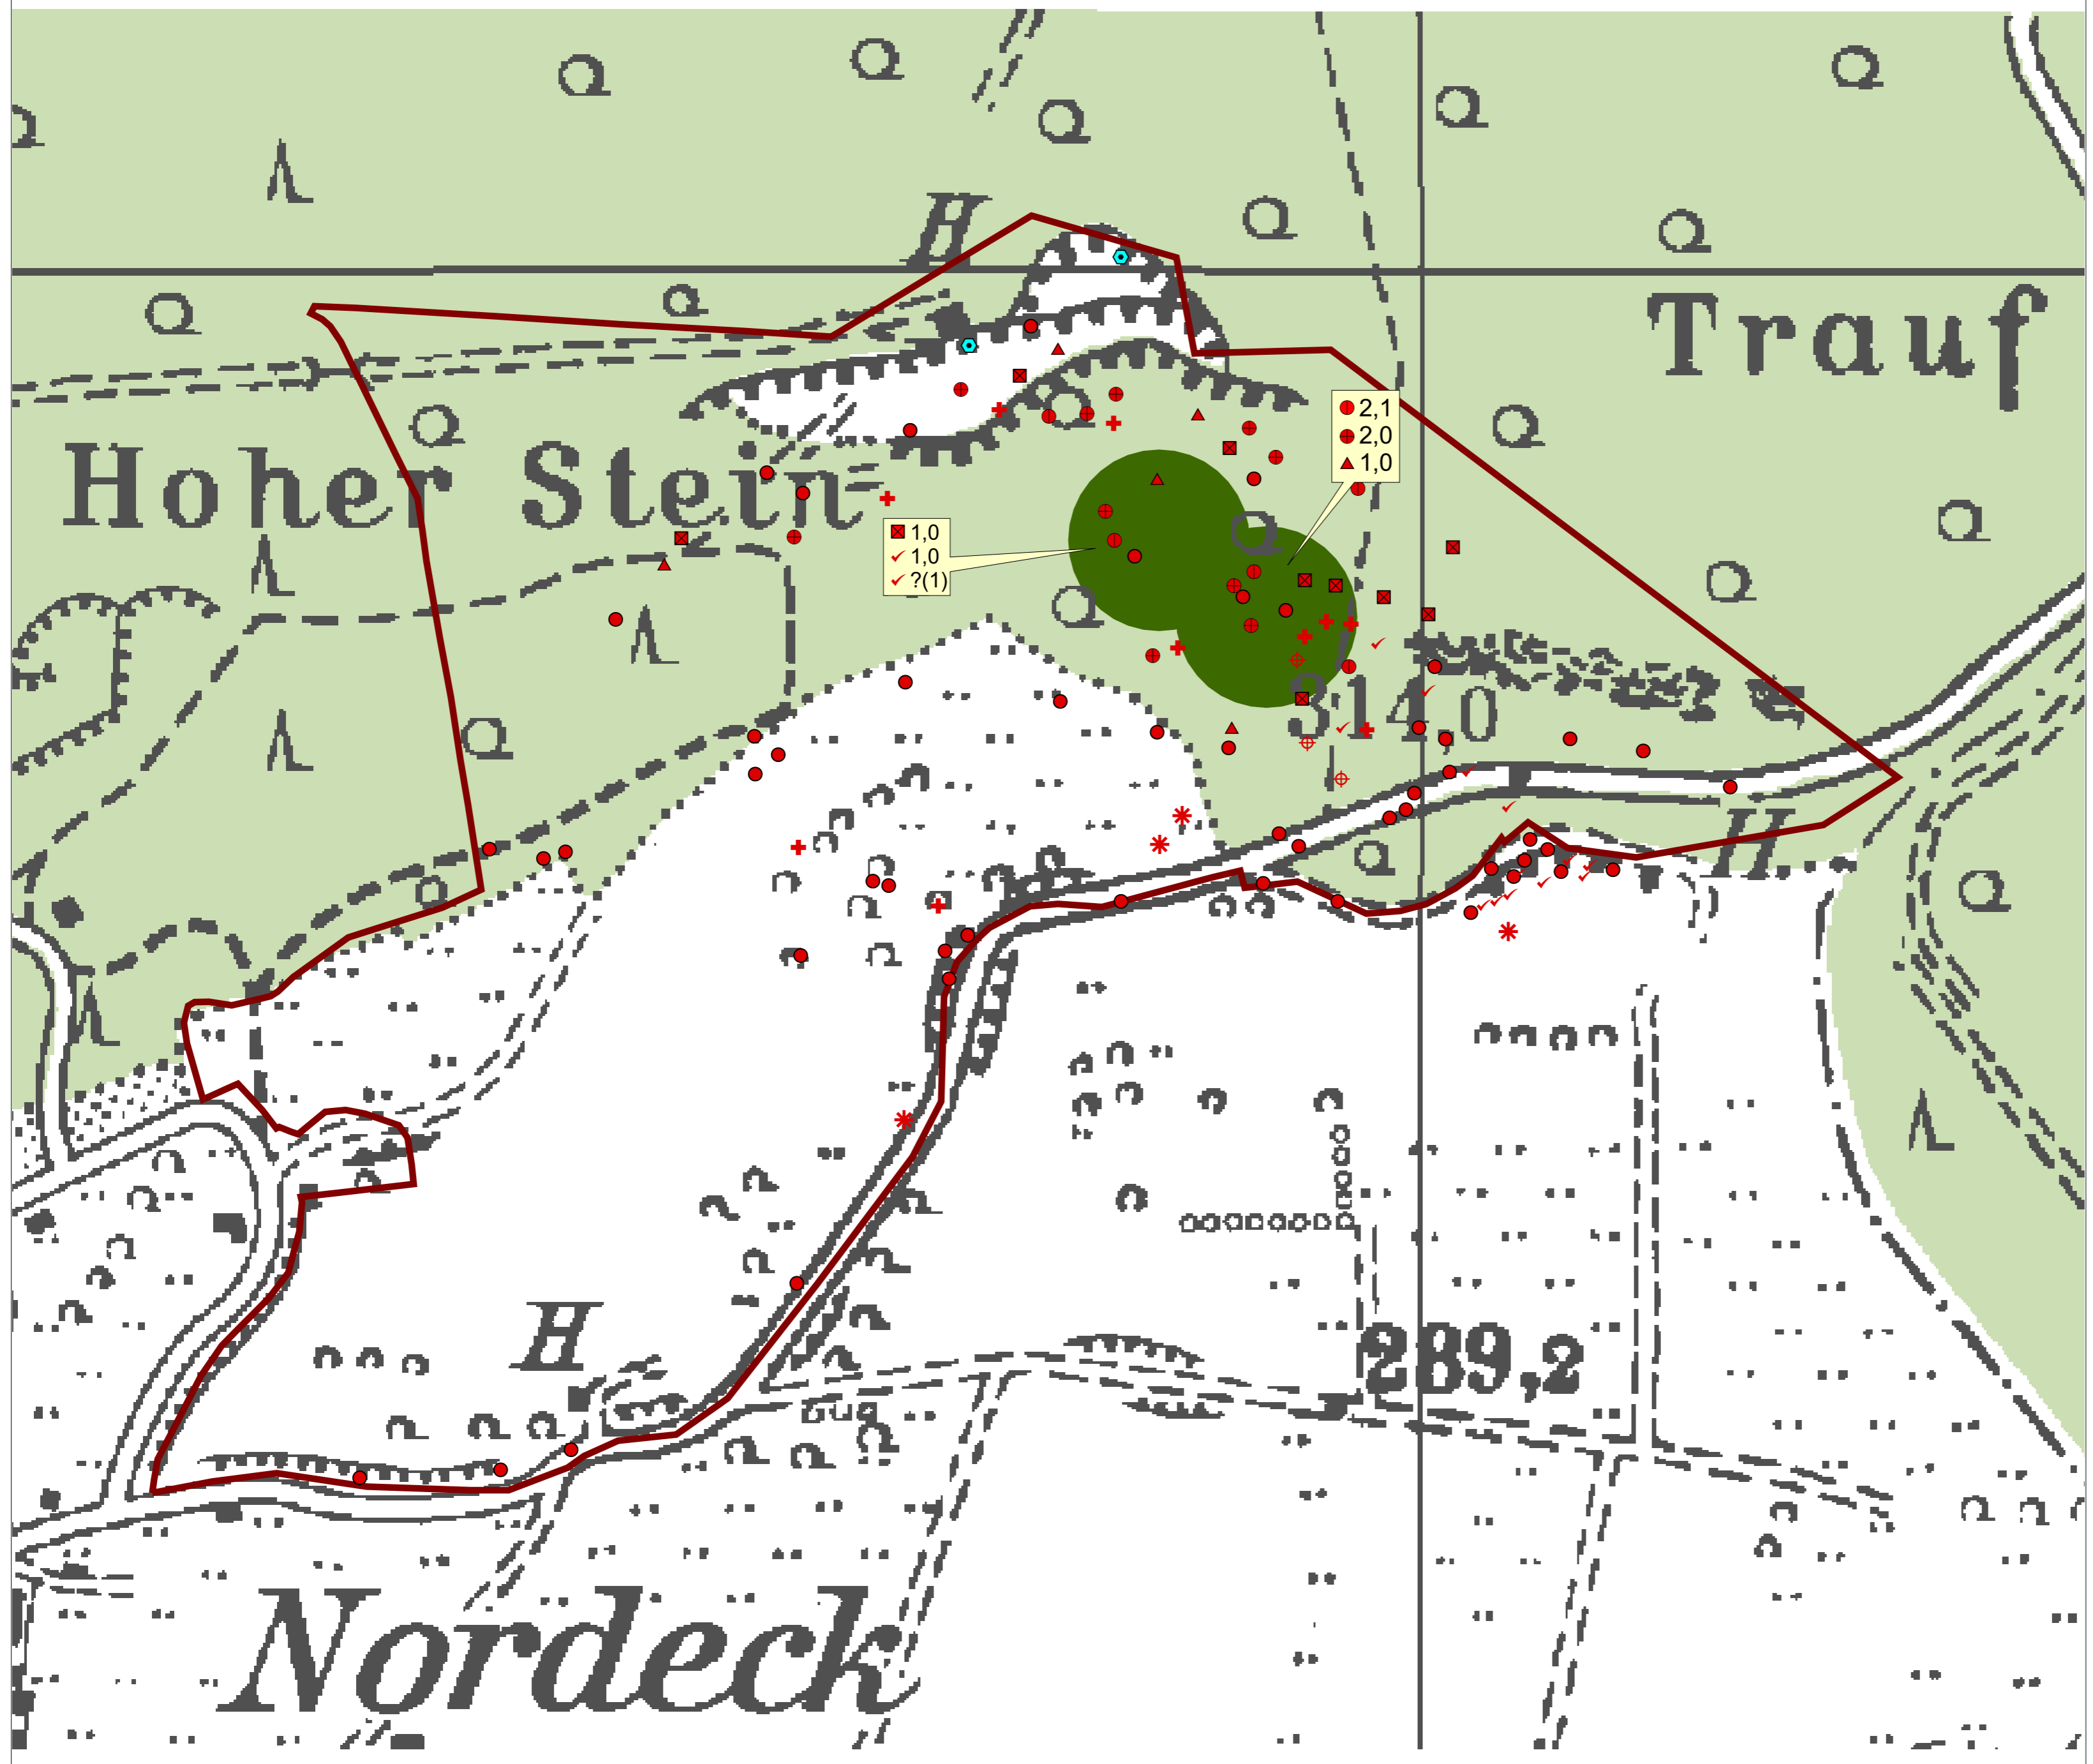 H
Trauf
2,1
2,0
1,0
Hoher Stein
1,0
1,0
?(1)
314,0
H.
H
289,2
Nordeck